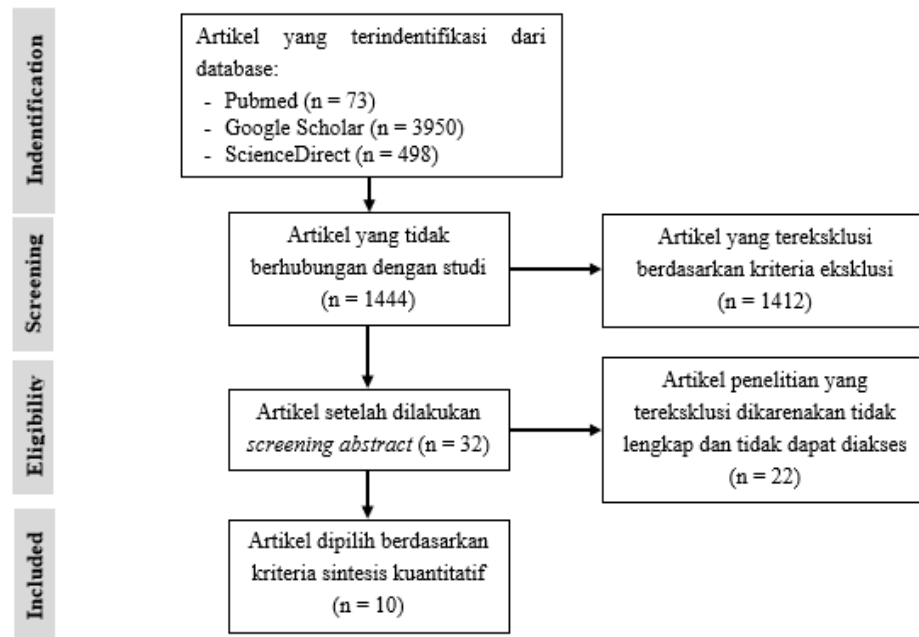 Indentification
Artikel yang terindentifikasi dari
database:
- Pubmed (n = 73)
- Google Scholar (n = 3950)
- ScienceDirect (n = 498)
Screening
Artikel yang tidak
berhubungan dengan studi
(n = 1444)
Artikel yang tereksklusi
berdasarkan kriteria eksklusi
(n = 1412)
Eligibility
Artikel setelah dilakukan
screening abstract (n = 32)
Artikel penelitian yang
tereksklusi dikarenakan tidak
lengkap dan tidak dapat diakses
(n = 22)
Included
Artikel dipilih berdasarkan
kriteria sintesis kuantitatif
(n = 10)